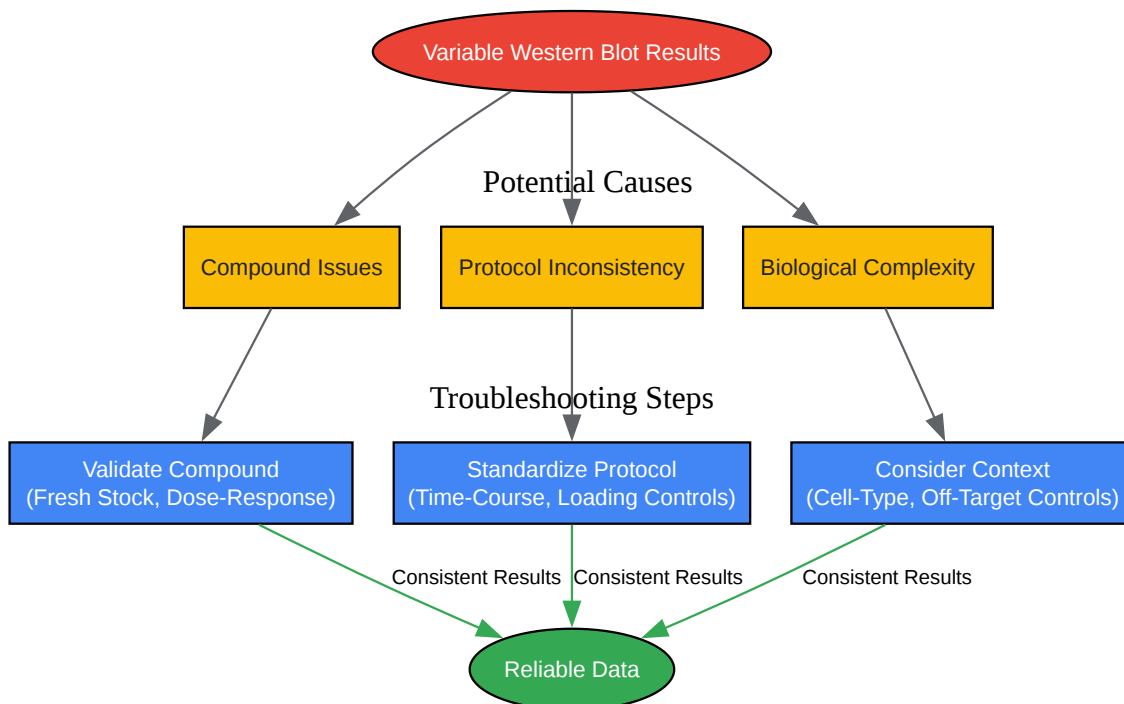 Variable Western Blot Results
Potential Causes
Compound Issues
Protocol Inconsistency
Biological Complexity
Troubleshooting Steps
Validate Compound
(Fresh Stock, Dose-Response)
Standardize Protocol
(Time-Course, Loading Controls)
Consider Context
(Cell-Type, Off-Target Controls)
Consistent Results
Consistent Results
Consistent Results
Reliable Data